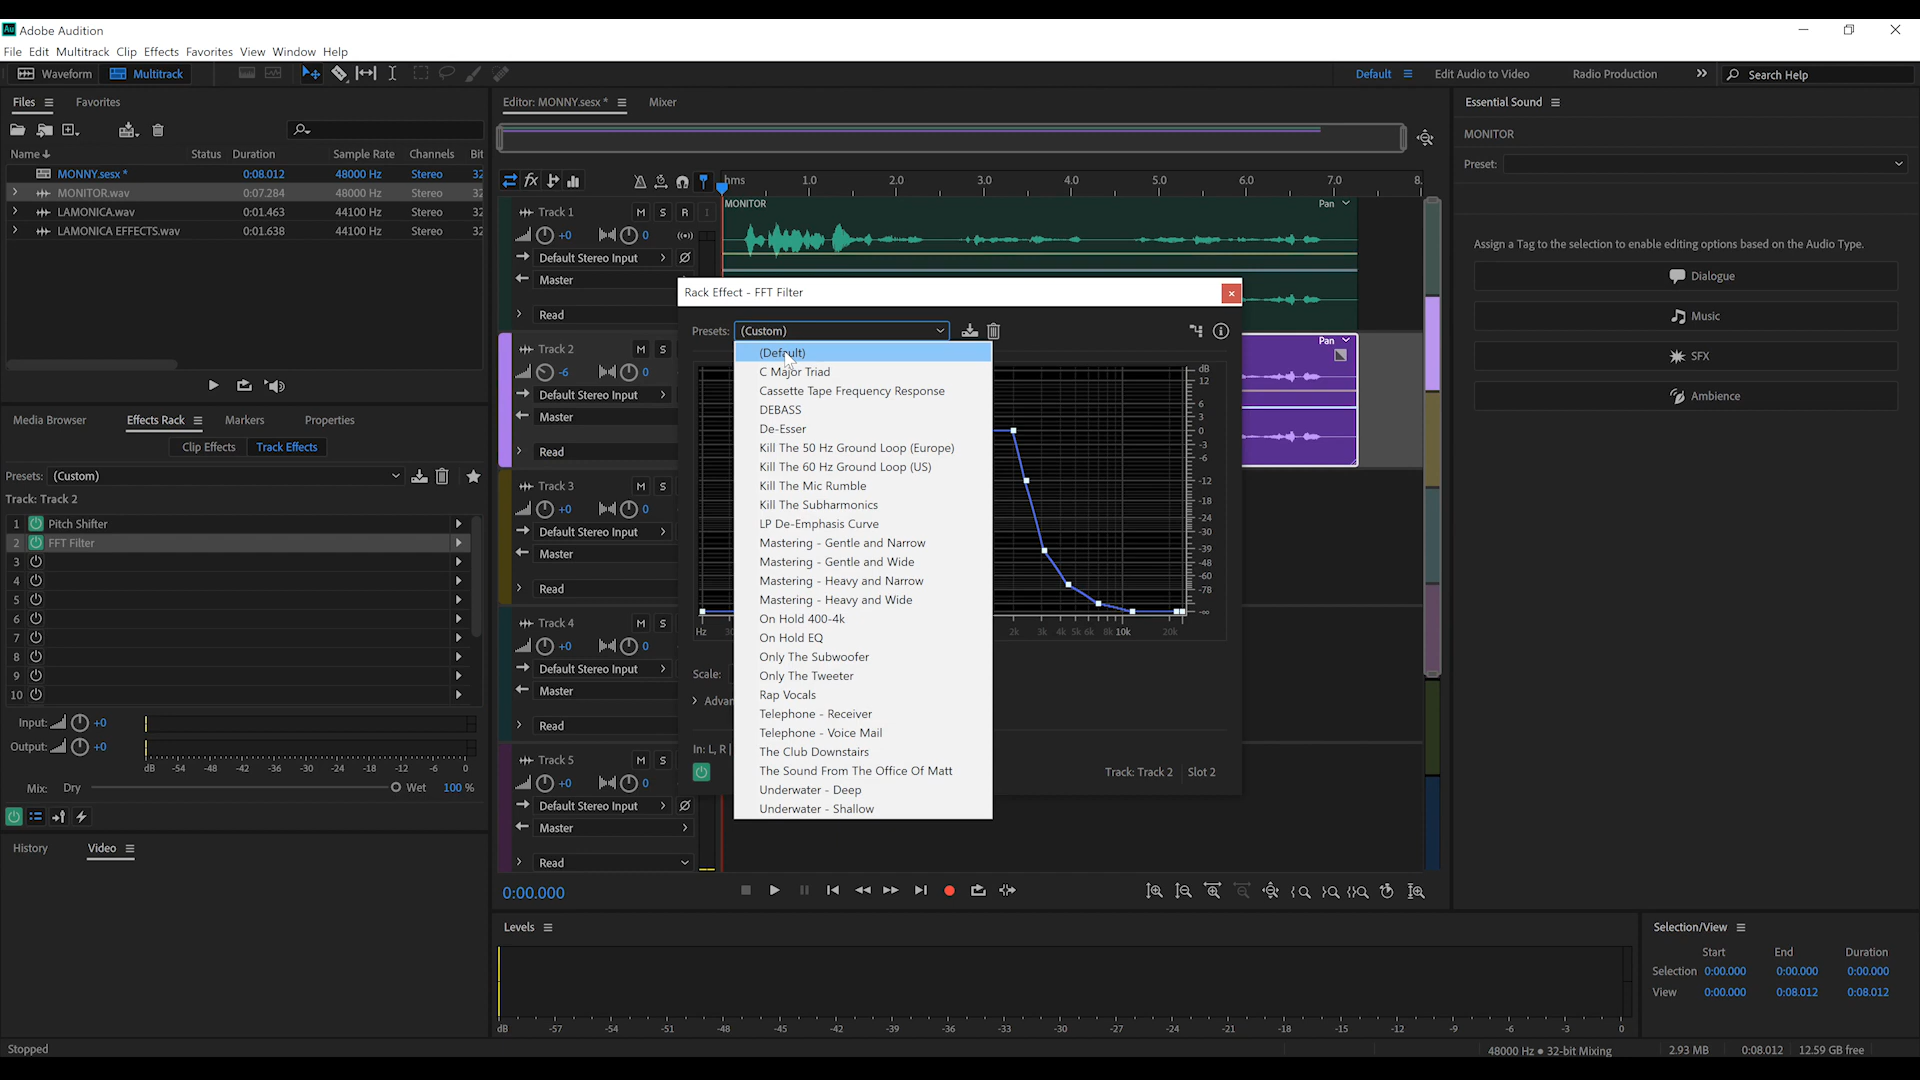 Adobe Audition
File Edit Multitrack Clip Effects Favorites View Window Help
Waveform Multitrack Default Edit Audio to Video Radio Production Search Help
Files Favorites
Name Status Duration Sample Rate Channels Bit
MONNY.sesx * 0:08.012 48000 Hz Stereo 32
MONITOR.wav 0:07.284 48000 Hz Stereo 32
LAMONICA.wav 0:01.463 44100 Hz Stereo 32
LAMONICA EFFECTS.wav 0:01.638 44100 Hz Stereo 32
Media Browser Effects Rack Markers Properties
Clip Effects Track Effects
Presets: (Custom)
Track: Track 2
1 Pitch Shifter
2 FFT Filter
3
4
5
6
7
8
9
10
Input: +0
Output: +0
dB -54 -48 -42 -36 -30 -24 -18 -12 -6 0
Mix: Dry Wet 100 %
History Video
Editor: MONNY.sesx * Mixer
hms 1.0 2.0 3.0 4.0 5.0 6.0 7.0 8.
Track 1 M S R I
+0 0
Default Stereo Input
Master
Read
MONITOR Pan
Track 2 M S
-6 0
Default Stereo Input
Master
Read
Pan
Track 3 M S
+0 0
Default Stereo Input
Master
Read
Track 4 M S
+0 0
Default Stereo Input
Master
Read
Track 5 M S
+0 0
Default Stereo Input
Master
Read
Rack Effect - FFT Filter
Presets: (Custom)
(Default)
C Major Triad
Cassette Tape Frequency Response
DEBASS
De-Esser
Kill The 50 Hz Ground Loop (Europe)
Kill The 60 Hz Ground Loop (US)
Kill The Mic Rumble
Kill The Subharmonics
LP De-Emphasis Curve
Mastering - Gentle and Narrow
Mastering - Gentle and Wide
Mastering - Heavy and Narrow
Mastering - Heavy and Wide
On Hold 400-4k
On Hold EQ
Only The Subwoofer
Only The Tweeter
Rap Vocals
Telephone - Receiver
Telephone - Voice Mail
The Club Downstairs
The Sound From The Office Of Matt
Underwater - Deep
Underwater - Shallow
dB
12
6
3
0
-3
-6
-12
-18
-24
-30
-39
-48
-60
-78
-∞
Hz 2k 3k 4k 5k 6k 8k 10k 20k
Scale:
Advan
In: L, R
Track: Track 2 Slot 2
0:00.000
Levels
dB -57 -54 -51 -48 -45 -42 -39 -36 -33 -30 -27 -24 -21 -18 -15 -12 -9 -6 -3 0
Essential Sound
MONITOR
Preset:
Assign a Tag to the selection to enable editing options based on the Audio Type.
Dialogue
Music
SFX
Ambience
Selection/View
Start End Duration
Selection 0:00.000 0:00.000 0:00.000
View 0:00.000 0:08.012 0:08.012
Stopped 48000 Hz ● 32-bit Mixing 2.93 MB 0:08.012 12.59 GB free